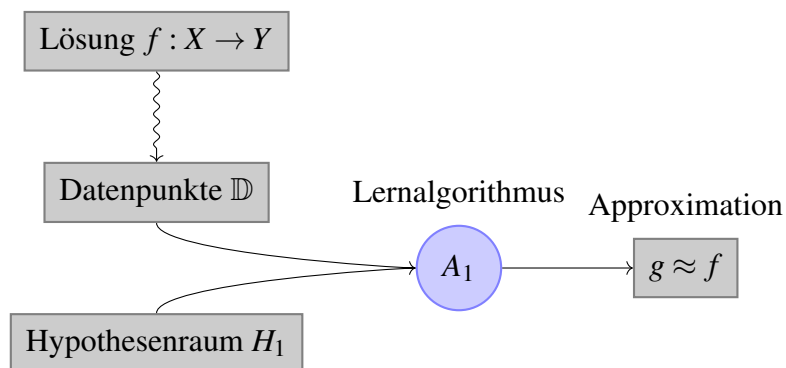 Lösung f : X → Y
Datenpunkte 𝔻
Lernalgorithmus
Approximation
A₁
g ≈ f
Hypothesenraum H₁